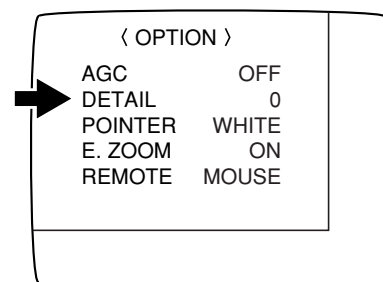 〈 OPTION 〉
AGC OFF
DETAIL 0
POINTER WHITE
E. ZOOM ON
REMOTE MOUSE